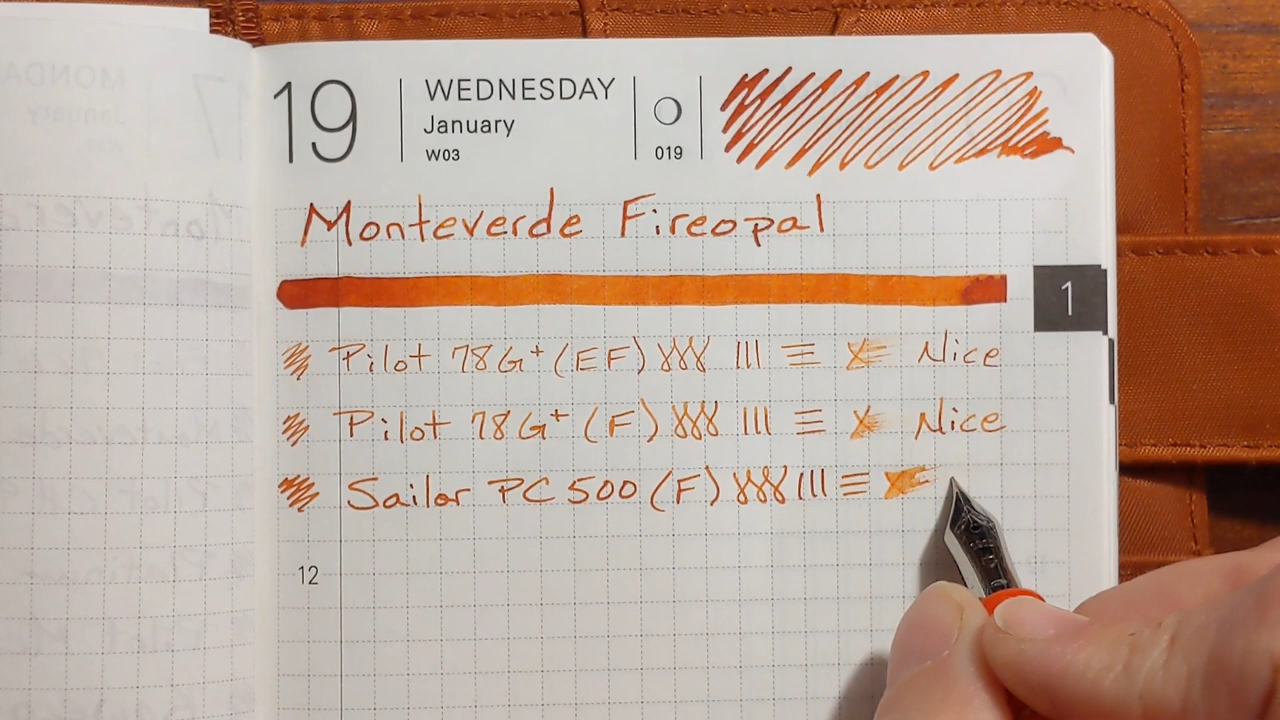 19 WEDNESDAY
January
W03 019
Monteverde Fireopal
1
Pilot 78G+ (EF) Nice
Pilot 78G+ (F) Nice
Sailor PC 500 (F)
12